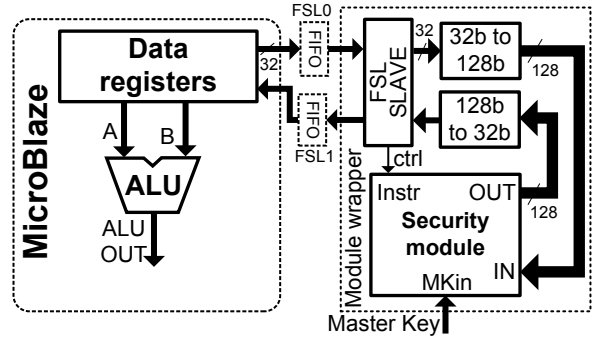 MicroBlaze
Data
registers
A
B
ALU
ALU
OUT
32
FSL0
FIFO
FIFO
FSL1
Module wrapper
FSL
SLAVE
32
32b to
128b
128
128b
to 32b
ctrl
Instr
OUT
128
Security
module
IN
MKin
Master Key